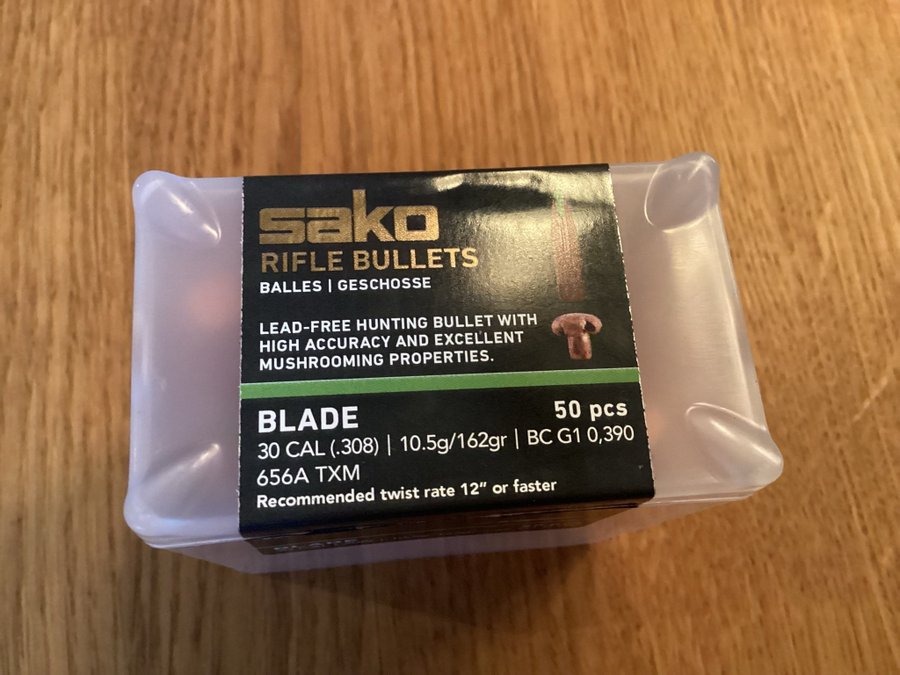 sako
RIFLE BULLETS
BALLES | GESCHOSSE
LEAD-FREE HUNTING BULLET WITH
HIGH ACCURACY AND EXCELLENT
MUSHROOMING PROPERTIES.
BLADE 50 pcs
30 CAL (.308) | 10.5g/162gr | BC G1 0,390
656A TXM
Recommended twist rate 12" or faster
BLADE